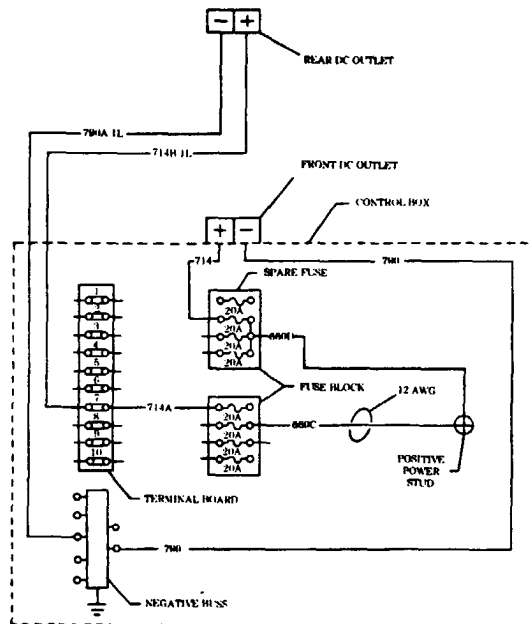 − +
REAR DC OUTLET
790A 1L
714B 1L
FRONT DC OUTLET
CONTROL BOX
+ −
714
790
SPARE FUSE
1
2
3
4
5
6
7
8
9
10
20A
20A
20A
20A
680D
FUSE BLOCK
12 AWG
714A
20A
20A
20A
20A
680C
POSITIVE
POWER
STUD
TERMINAL BOARD
790
NEGATIVE BUSS